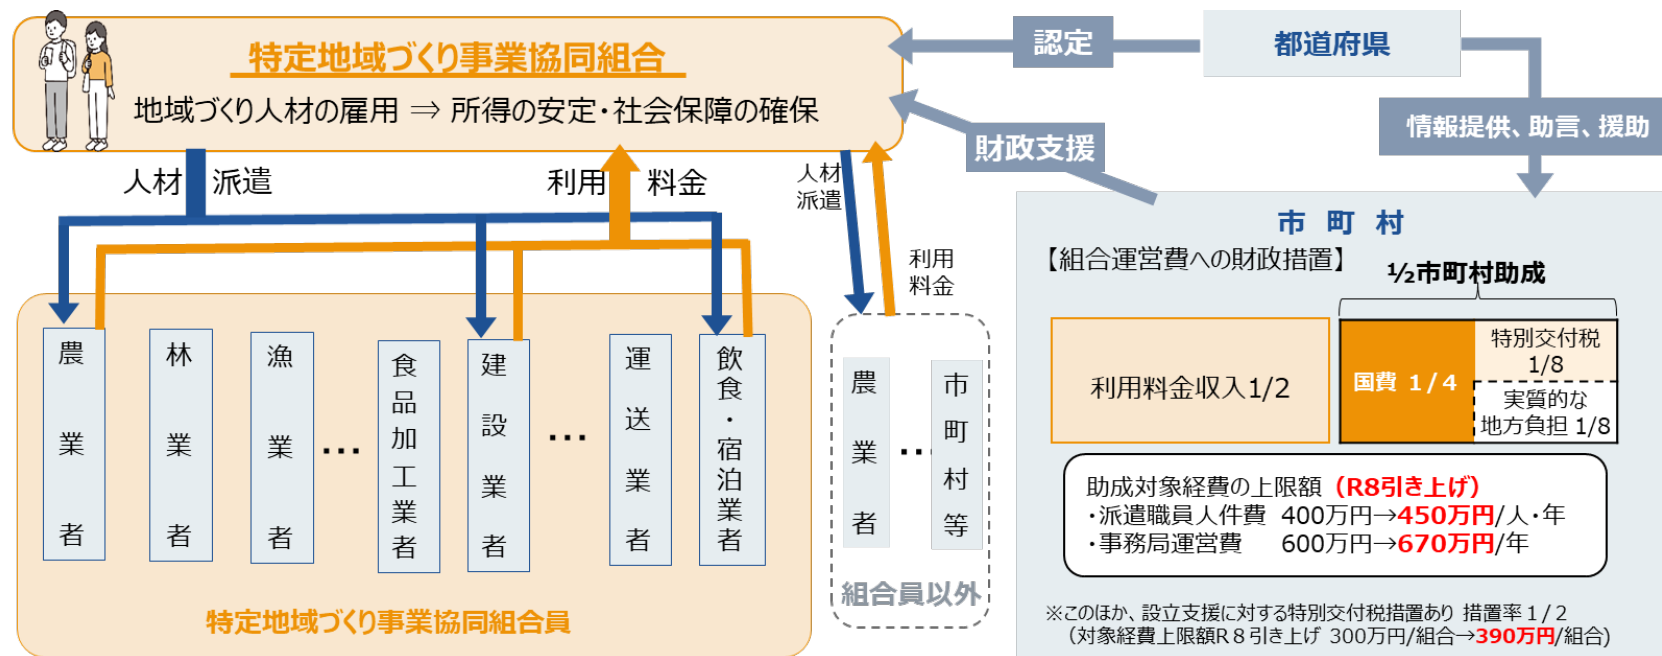 特定地域づくり事業協同組合
地域づくり人材の雇用 ⇒ 所得の安定・社会保障の確保
認定
都道府県
財政支援
情報提供、助言、援助
人材 派遣
利用 料金
人材
派遣
利用
料金
農業者
林業者
漁業者
…
食品加工業者
建設業者
…
運送業者
飲食・宿泊業者
特定地域づくり事業協同組合員
農業者
…
市町村等
組合員以外
市 町 村
【組合運営費への財政措置】
½市町村助成
利用料金収入1/2
国費 1/4
特別交付税
1/8
実質的な
地方負担 1/8
助成対象経費の上限額（R8引き上げ）
・派遣職員人件費 400万円→450万円/人・年
・事務局運営費 600万円→670万円/年
※このほか、設立支援に対する特別交付税措置あり 措置率1/2
（対象経費上限額R8引き上げ 300万円/組合→390万円/組合)